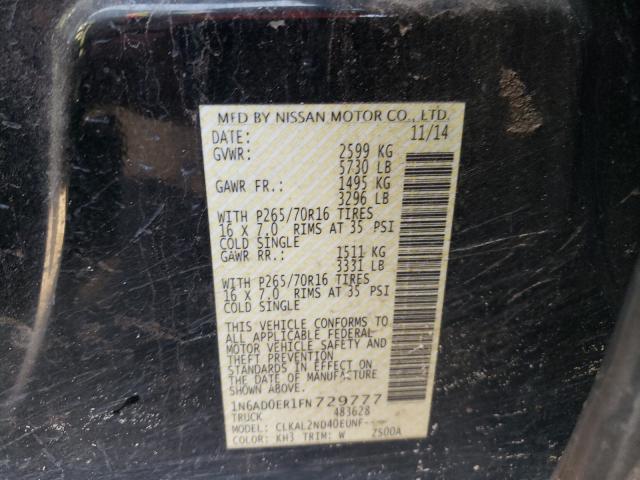 MFD BY NISSAN MOTOR CO., LTD.
DATE: 11/14
GVWR: 2599 KG
5730 LB
GAWR FR.: 1495 KG
3296 LB
WITH P265/70R16 TIRES
16 X 7.0 RIMS AT 35 PSI
COLD SINGLE
GAWR RR.: 1511 KG
3331 LB
WITH P265/70R16 TIRES
16 X 7.0 RIMS AT 35 PSI
COLD SINGLE
THIS VEHICLE CONFORMS TO
ALL APPLICABLE FEDERAL
MOTOR VEHICLE SAFETY AND
THEFT PREVENTION
STANDARDS IN EFFECT ON
THE DATE OF MANUFACTURE
SHOWN ABOVE.
1N6AD0ER1FN729777
TRUCK 483628
MODEL: CLKAL2ND40EUNF-
COLOR: KH3 TRIM: W Z500A